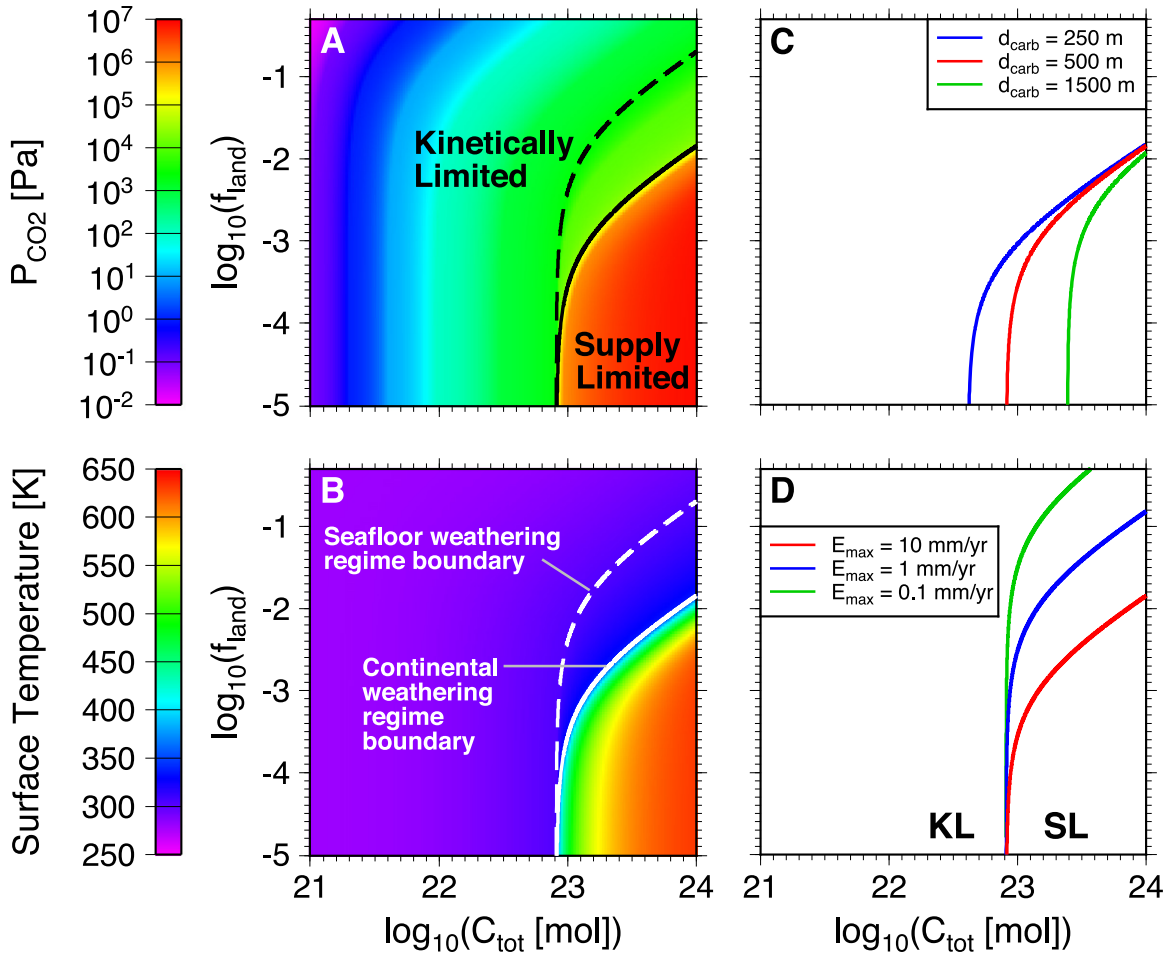 P_CO2 [Pa]
10^7
10^6
10^5
10^4
10^3
10^2
10^1
10^0
10^-1
10^-2
log_10(f_land)
-1
-2
-3
-4
-5
A
Kinetically
Limited
Supply
Limited
C
d_carb = 250 m
d_carb = 500 m
d_carb = 1500 m
Surface Temperature [K]
650
600
550
500
450
400
350
300
250
log_10(f_land)
-1
-2
-3
-4
-5
B
Seafloor weathering
regime boundary
Continental
weathering
regime
boundary
21
22
23
24
log_10(C_tot [mol])
D
E_max = 10 mm/yr
E_max = 1 mm/yr
E_max = 0.1 mm/yr
KL
SL
21
22
23
24
log_10(C_tot [mol])